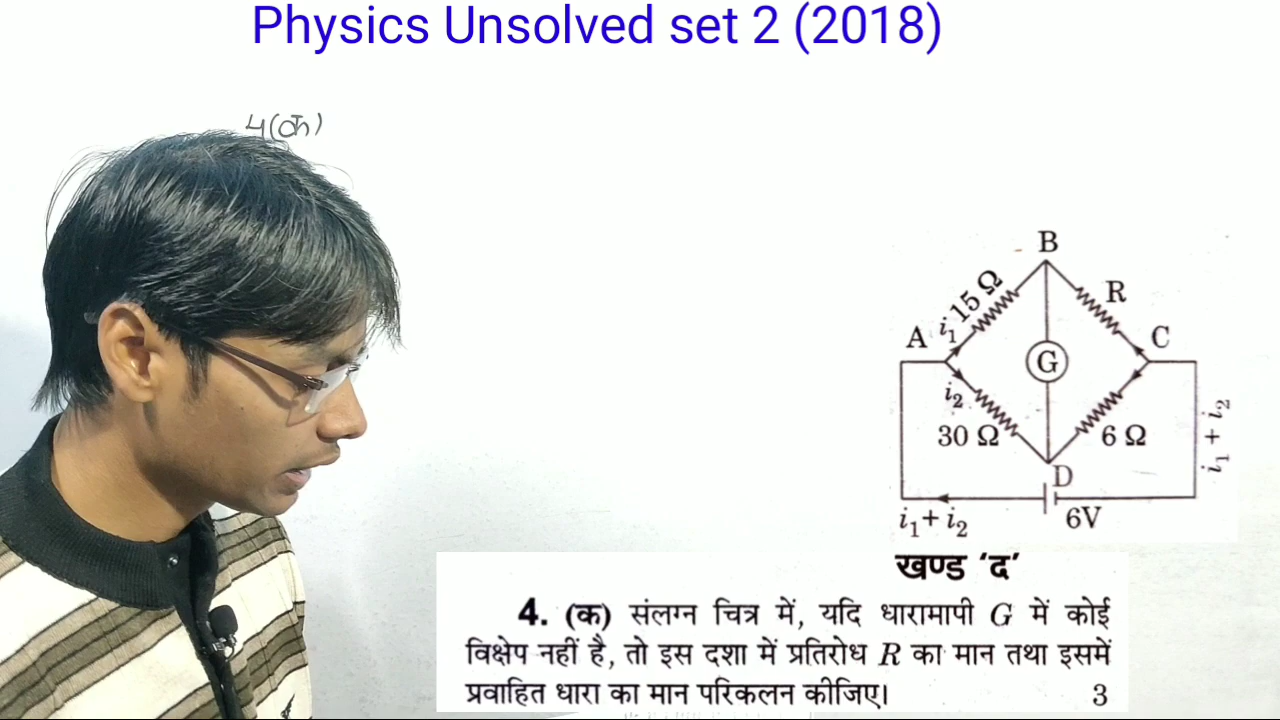 Physics Unsolved set 2 (2018)
4(क)
B
15 Ω
R
A
i₁
C
G
i₂
30 Ω
6 Ω
i₁ + i₂
D
i₁+ i₂
6V
खण्ड ‘द’
4. (क) संलग्न चित्र में, यदि धारामापी G में कोई
विक्षेप नहीं है, तो इस दशा में प्रतिरोध R का मान तथा इसमें
प्रवाहित धारा का मान परिकलन कीजिए। 3